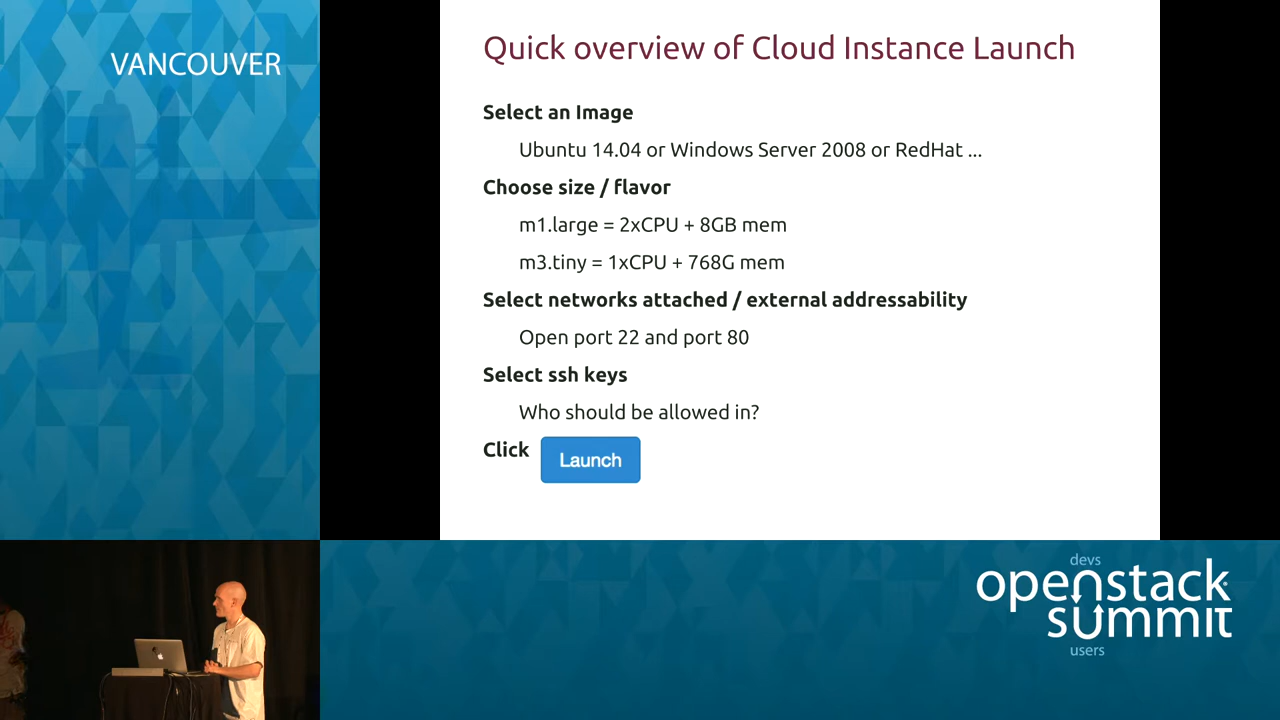 VANCOUVER
Quick overview of Cloud Instance Launch
Select an Image
Ubuntu 14.04 or Windows Server 2008 or RedHat ...
Choose size / flavor
m1.large = 2xCPU + 8GB mem
m3.tiny = 1xCPU + 768G mem
Select networks attached / external addressability
Open port 22 and port 80
Select ssh keys
Who should be allowed in?
Click Launch
devs
openstack
summit
users